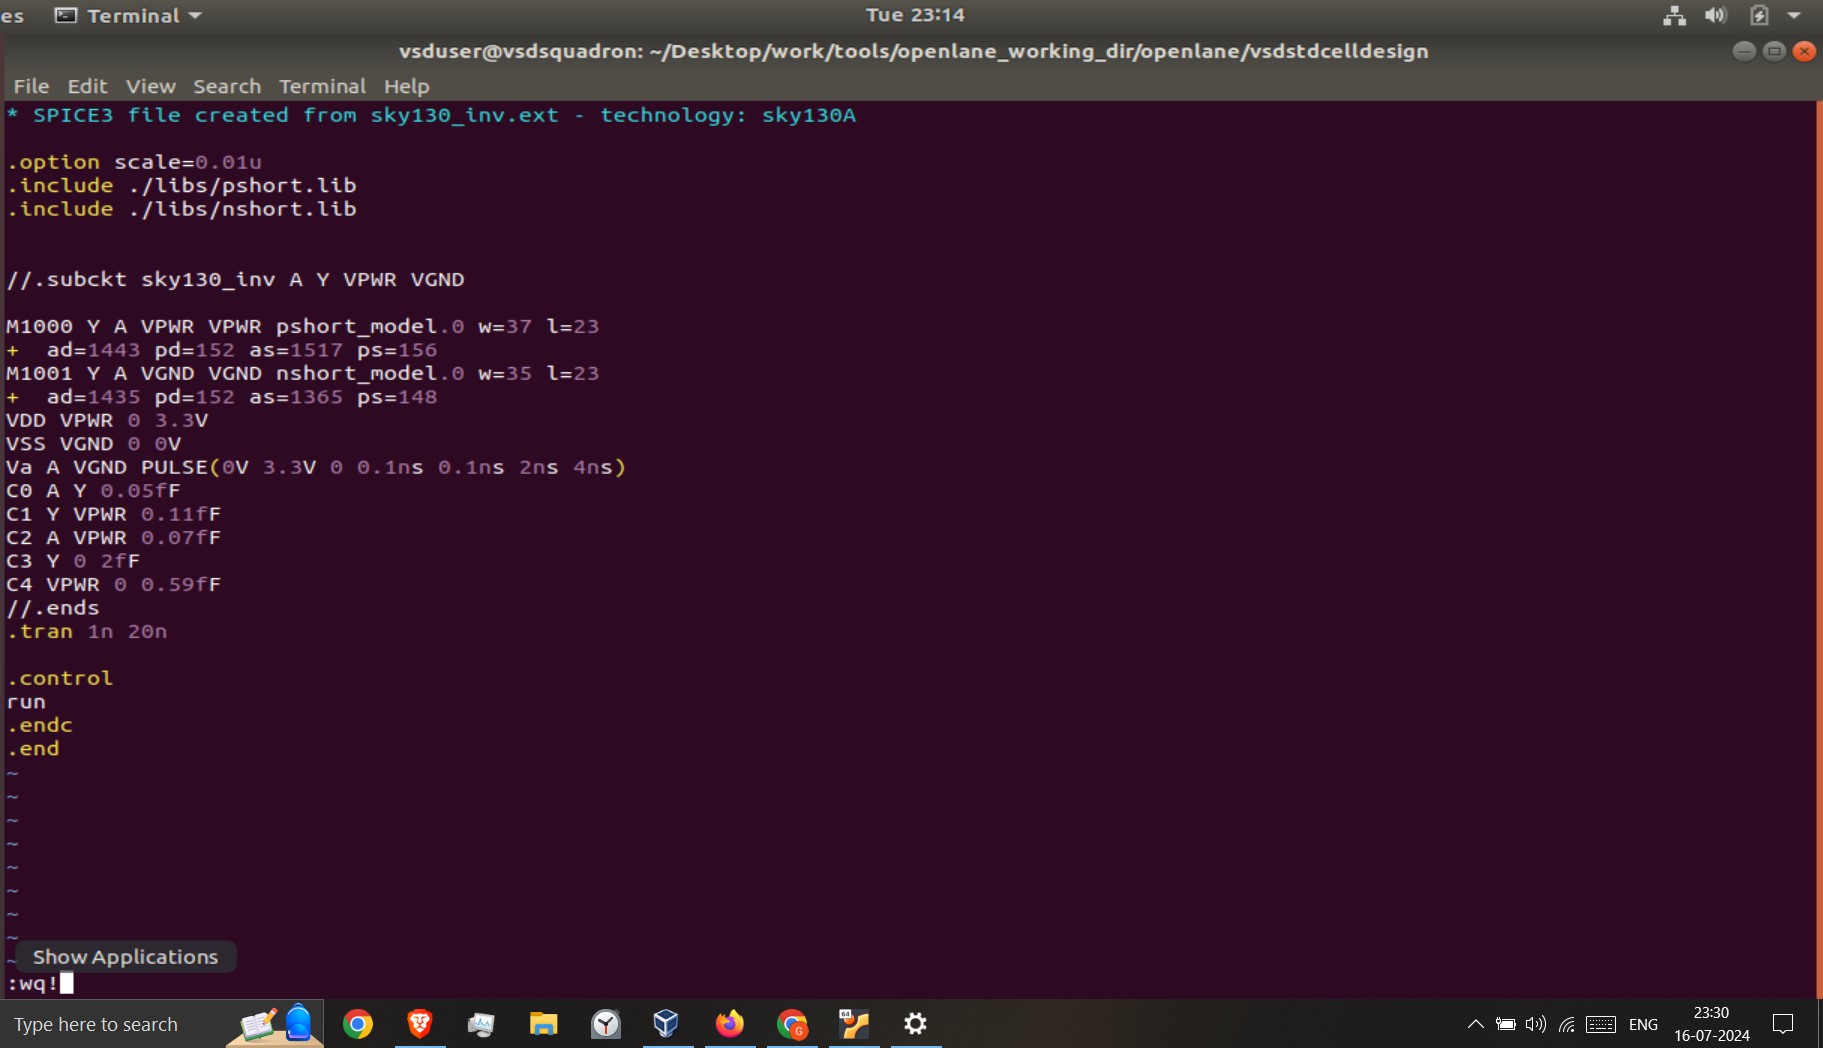 es Terminal Tue 23:14
vsduser@vsdsquadron: ~/Desktop/work/tools/openlane_working_dir/openlane/vsdstdcelldesign
File Edit View Search Terminal Help
* SPICE3 file created from sky130_inv.ext - technology: sky130A
.option scale=0.01u
.include ./libs/pshort.lib
.include ./libs/nshort.lib
//.subckt sky130_inv A Y VPWR VGND
M1000 Y A VPWR VPWR pshort_model.0 w=37 l=23
+  ad=1443 pd=152 as=1517 ps=156
M1001 Y A VGND VGND nshort_model.0 w=35 l=23
+  ad=1435 pd=152 as=1365 ps=148
VDD VPWR 0 3.3V
VSS VGND 0 0V
Va A VGND PULSE(0V 3.3V 0 0.1ns 0.1ns 2ns 4ns)
C0 A Y 0.05fF
C1 Y VPWR 0.11fF
C2 A VPWR 0.07fF
C3 Y 0 2fF
C4 VPWR 0 0.59fF
//.ends
.tran 1n 20n
.control
run
.endc
.end
~
~
~
~
~
~
~
~
~ Show Applications
:wq!
Type here to search 64 G ENG 23:30
16-07-2024